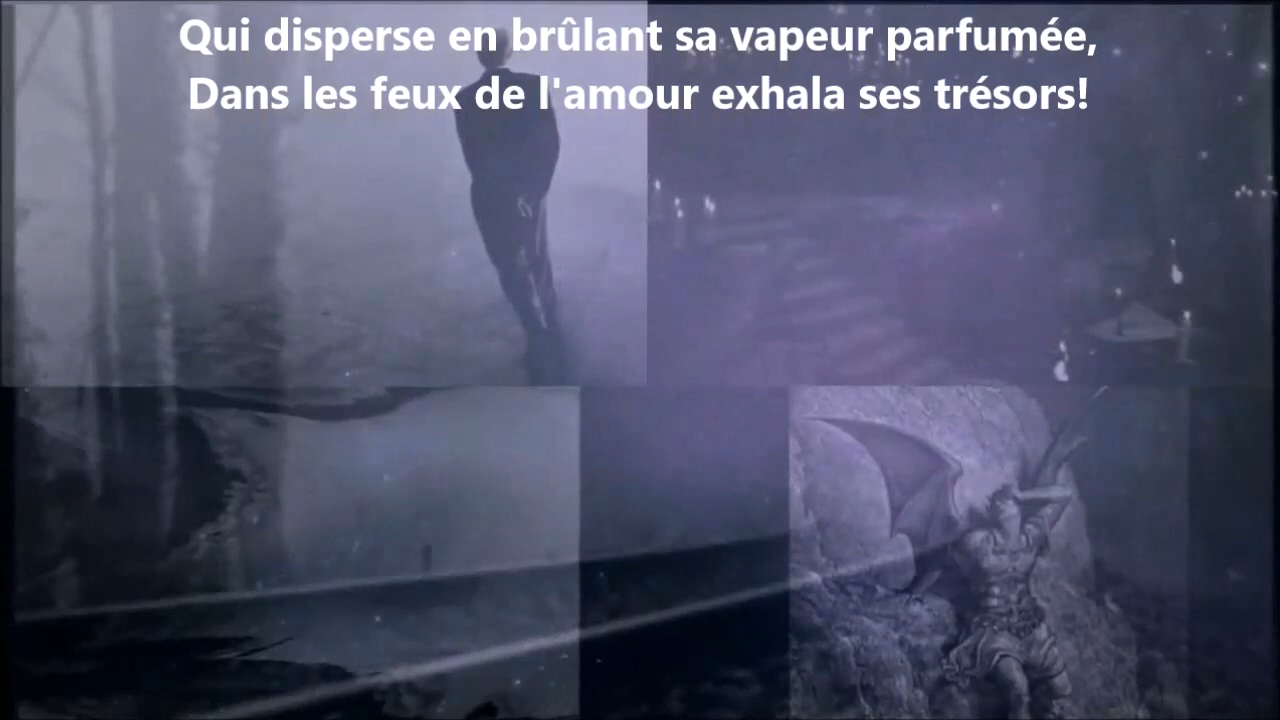 Qui disperse en brûlant sa vapeur parfumée,
Dans les feux de l'amour exhala ses trésors!